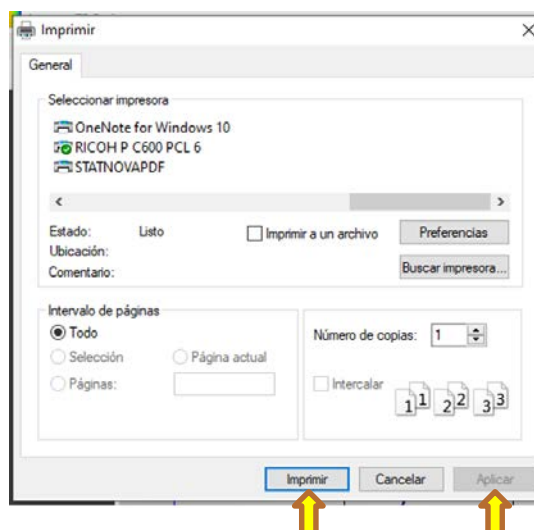 Imprimir
General
Seleccionar impresora
OneNote for Windows 10
RICOH P C600 PCL 6
STATNOVAPDF
Estado: Listo
Imprimir a un archivo
Preferencias
Ubicación:
Comentario:
Buscar impresora...
Intervalo de páginas
Todo
Selección
Página actual
Páginas:
Número de copias: 1
Intercalar
1 1 2 2 3 3
Imprimir
Cancelar
Aplicar